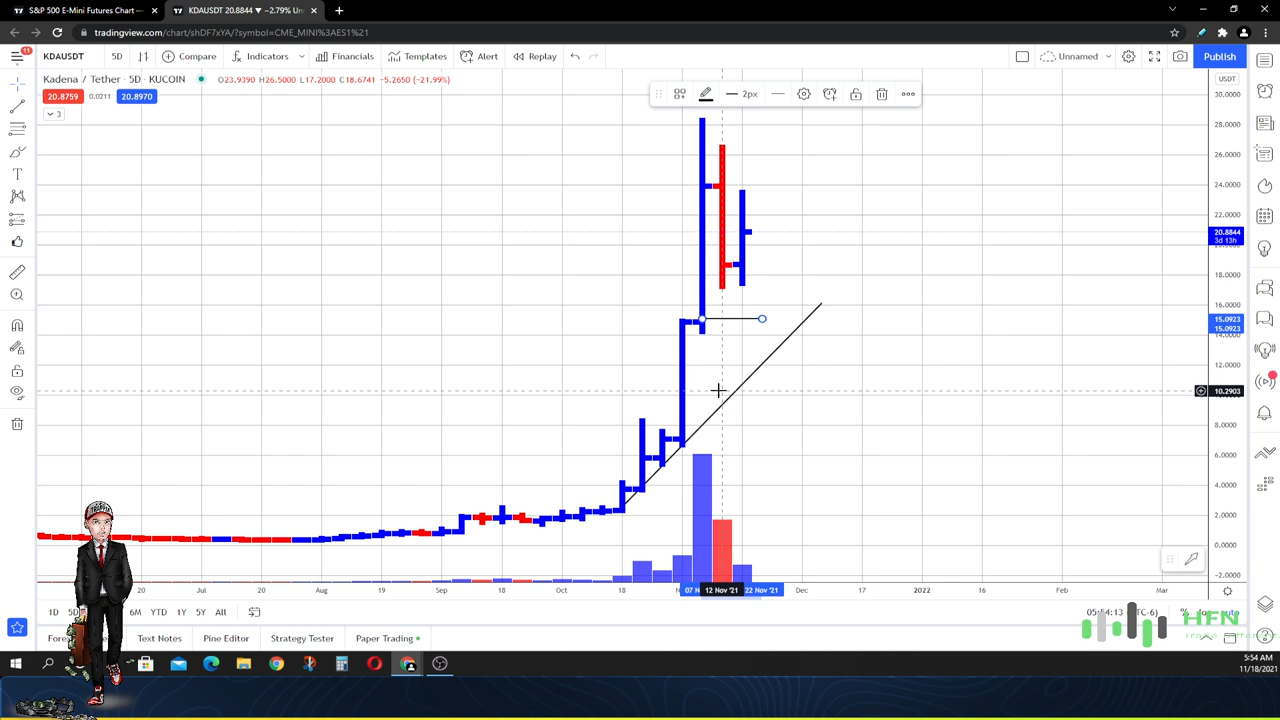 S&P 500 E-Mini Futures Chart —
KDAUSDT 20.8844 ▼ −2.79% Un
tradingview.com/chart/shDF7xYA/?symbol=CME_MINI%3AES1%21
11
KDAUSDT
5D
Compare
Indicators
Financials
Templates
Alert
Replay
Unnamed
Publish
Kadena / Tether · 5D · KUCOIN
O23.9390 H26.5000 L17.2000 C18.6741 −5.2650 (−21.99%)
20.8759
0.0211
20.8970
3
2px
USDT
30.0000
28.0000
26.0000
24.0000
22.0000
20.8844
3d 13h
18.0000
16.0000
15.0923
15.0923
14.0000
12.0000
10.2903
8.0000
6.0000
4.0000
2.0000
0.0000
−2.0000
Jul
20
Aug
20
Sep
18
Oct
18
12 Nov '21
22 Nov '21
Dec
16
2022
16
Feb
Mar
1D
6M
YTD
1Y
5Y
All
05:54:13
(UTC-6)
%
HFN
Text Notes
Pine Editor
Strategy Tester
Paper Trading
5:54 AM
11/18/2021